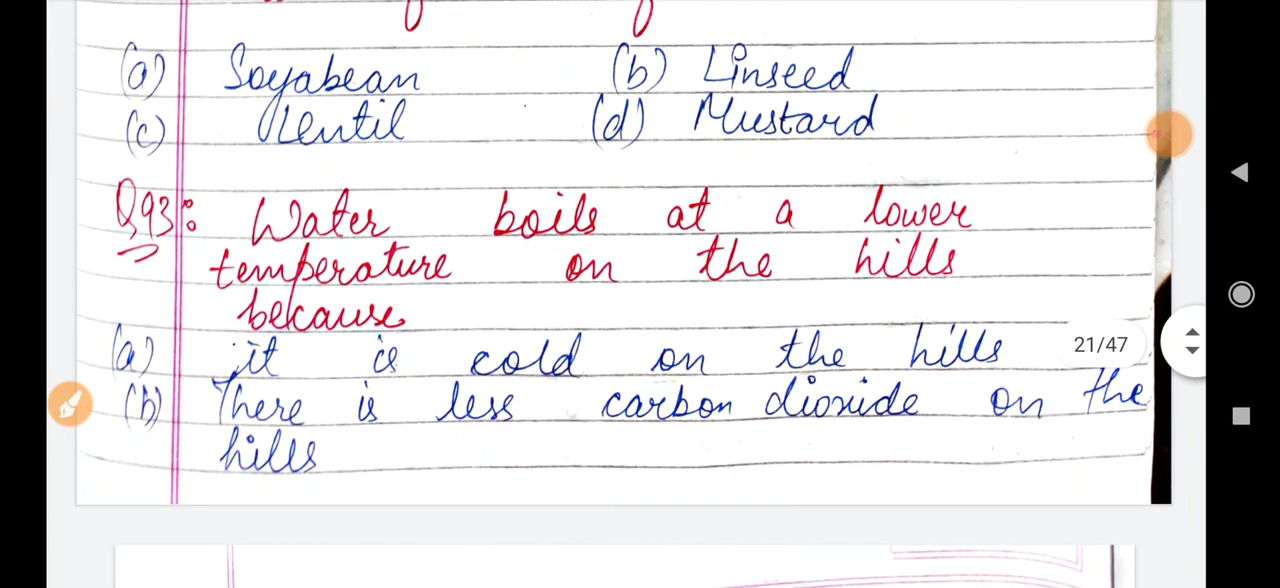 (a) Soyabean (b) Linseed
(c) Lentil (d) Mustard
Q93: Water boils at a lower
temperature on the hills
because
(a) it is cold on the hills
21/47
(b) There is less carbon dioxide on the
hills